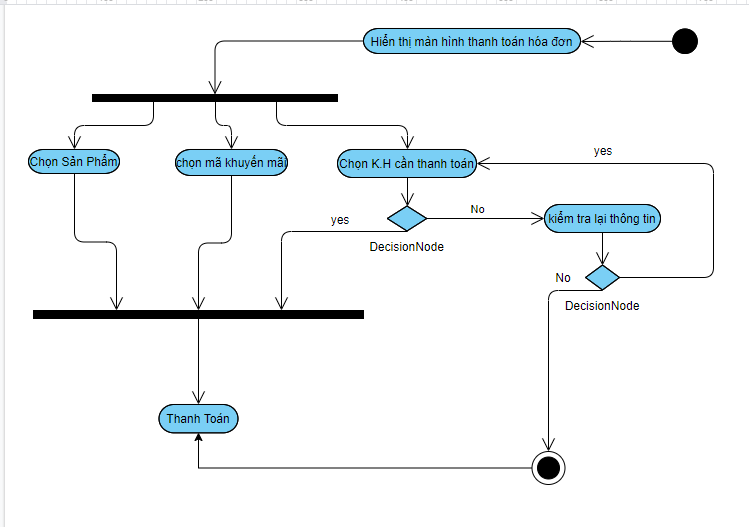 Hiển thị màn hình thanh toán hóa đơn
Chọn Sản Phẩm
chọn mã khuyến mãi
Chọn K.H cần thanh toán
yes
No
kiểm tra lại thông tin
yes
DecisionNode
No
DecisionNode
Thanh Toán